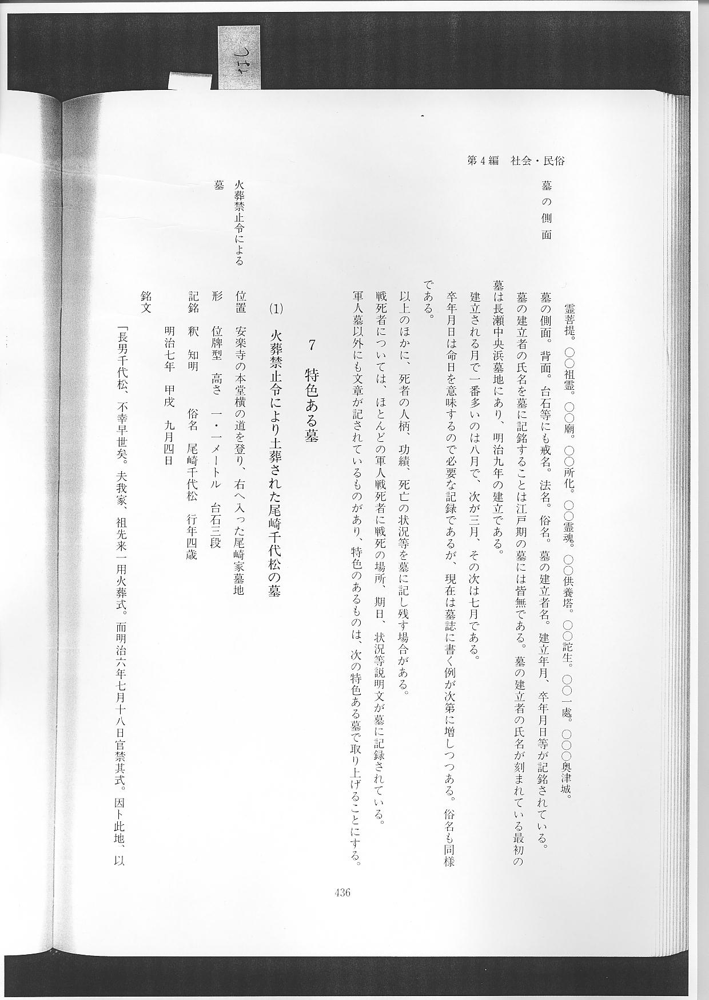 なし
第4編　社会・民俗
墓の側面
霊菩提。〇〇祖霊。〇〇廟。〇〇所化。〇〇霊魂。〇〇供養塔。〇〇詑生。〇〇一處。〇〇〇奥津城。
墓の側面。背面。台石等にも戒名。法名。俗名。墓の建立者名。建立年月、卒年月日等が記銘されている。
墓の建立者の氏名を墓に記銘することは江戸期の墓には皆無である。墓の建立者の氏名が刻まれている最初の
墓は長瀬中央浜墓地にあり、明治九年の建立である。
建立される月で一番多いのは八月で、次が三月、その次は七月である。
卒年月日は命日を意味するので必要な記録であるが、現在は墓誌に書く例が次第に増しつつある。俗名も同様
である。
以上のほかに、死者の人柄、功績、死亡の状況等を墓に記し残す場合がある。
戦死者については、ほとんどの軍人戦死者に戦死の場所、期日、状況等説明文が墓に記録されている。
軍人墓以外にも文章が記されているものがあり、特色のあるものは、次の特色ある墓で取り上げることにする。
7　特色ある墓
(1)　火葬禁止令により土葬された尾崎千代松の墓
火葬禁止令による
墓
位置　安楽寺の本堂横の道を登り、右へ入った尾崎家墓地
形　位牌型　高さ　一・一メートル　台石三段
記銘　釈　知明　　俗名　尾崎千代松　行年四歳
明治七年　甲戌　九月四日
銘文
「長男千代松、不幸早世矣。夫我家、祖先来一用火葬式。而明治六年七月十八日官禁其式。因ト此地、以
436